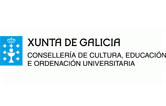 XUNTA DE GALICIA
CONSELLERÍA DE CULTURA, EDUCACIÓN
E ORDENACIÓN UNIVERSITARIA